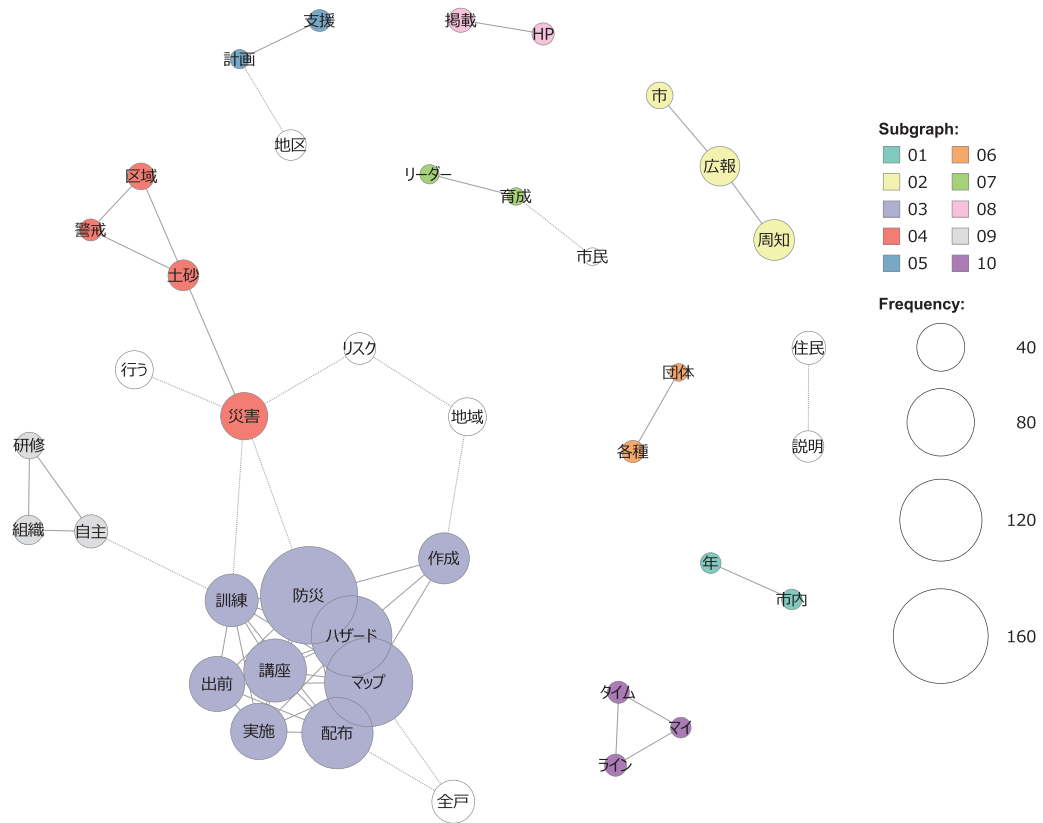 支援
計画
地区
掲載
HP
市
広報
周知
区域
警戒
土砂
リーダー
育成
市民
行う
リスク
災害
地域
団体
各種
住民
説明
研修
組織
自主
作成
防災
訓練
ハザード
講座
マップ
出前
実施
配布
全戸
年
市内
タイム
マイ
ライン
Subgraph:
01
02
03
04
05
06
07
08
09
10
Frequency:
40
80
120
160